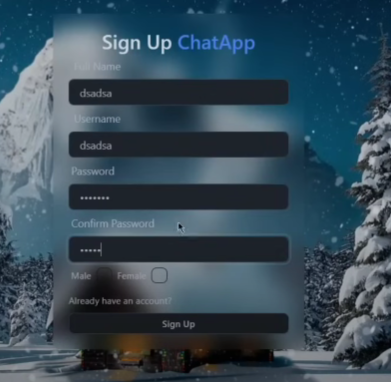 Sign Up ChatApp
Full Name
dsadsa
Username
dsadsa
Password
•••••••
Confirm Password
•••••
Male Female
Already have an account?
Sign Up